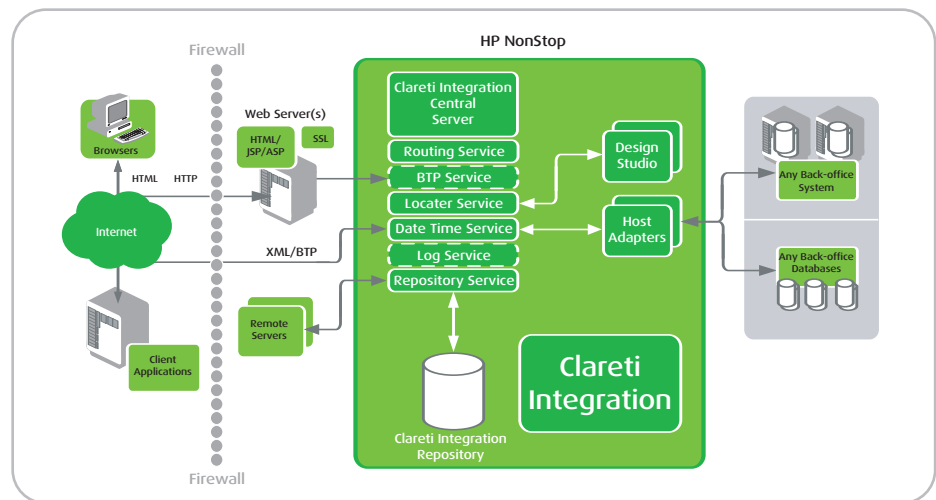 HP NonStop
Firewall
Clareti Integration
Central
Server
Web Server(s)
HTML/
JSP/ASP
SSL
Browsers
Routing Service
Design
Studio
BTP Service
Any Back-office
System
HTML
HTTP
Locater Service
Internet
Date Time Service
Host
Adapters
XML/BTP
Log Service
Any Back-office
Databases
Repository Service
Remote
Servers
Client
Applications
Clareti
Integration
Clareti Integration
Repository
Firewall